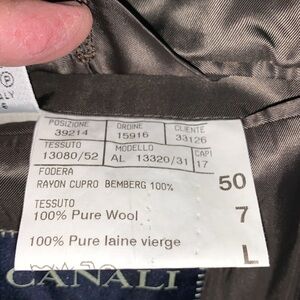 POSIZIONE ORDINE CLIENTE
39214 15916 33126
TESSUTO MODELLO CAPI
13080/52 AL 13320/31 17
FODERA
RAYON CUPRO BEMBERG 100% 50
TESSUTO 7
100% Pure Wool
100% Pure laine vierge L
CANALI